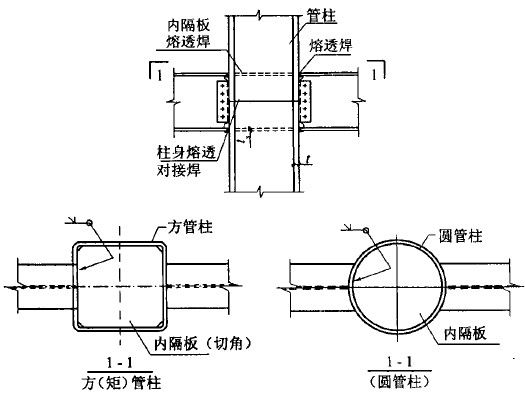 内隔板
熔透焊
管柱
熔透焊
1
1
柱身熔透
对接焊
t
方管柱
圆管柱
内隔板（切角）
内隔板
1-1
方(矩)管柱
1-1
(圆管柱)